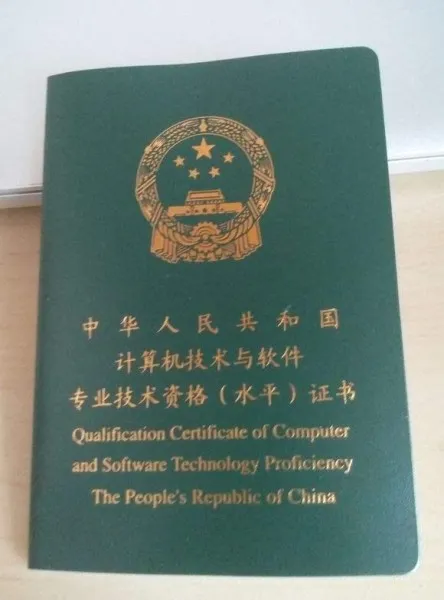 中华人民共和国
计算机技术与软件
专业技术资格（水平）证书
Qualification Certificate of Computer
and Software Technology Proficiency
The People's Republic of China